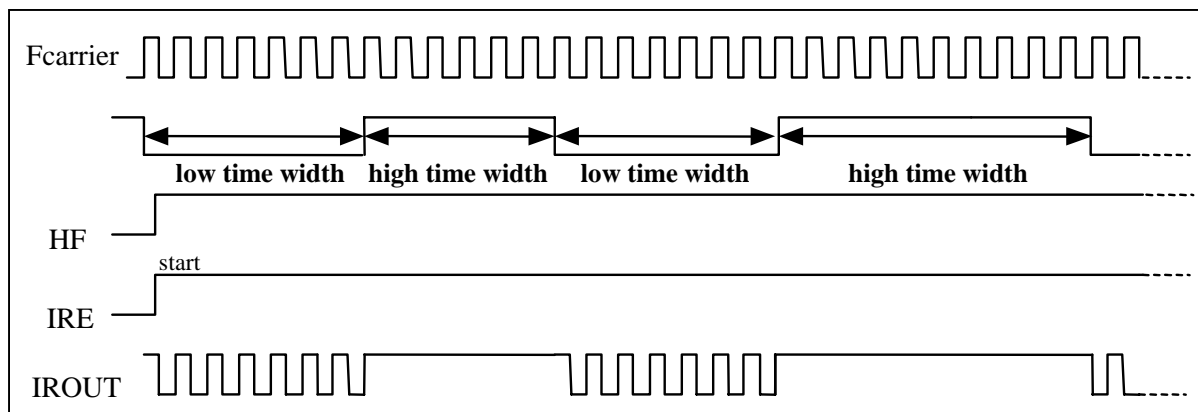 Fcarrier
low time width high time width low time width high time width
HF
start
IRE
IROUT